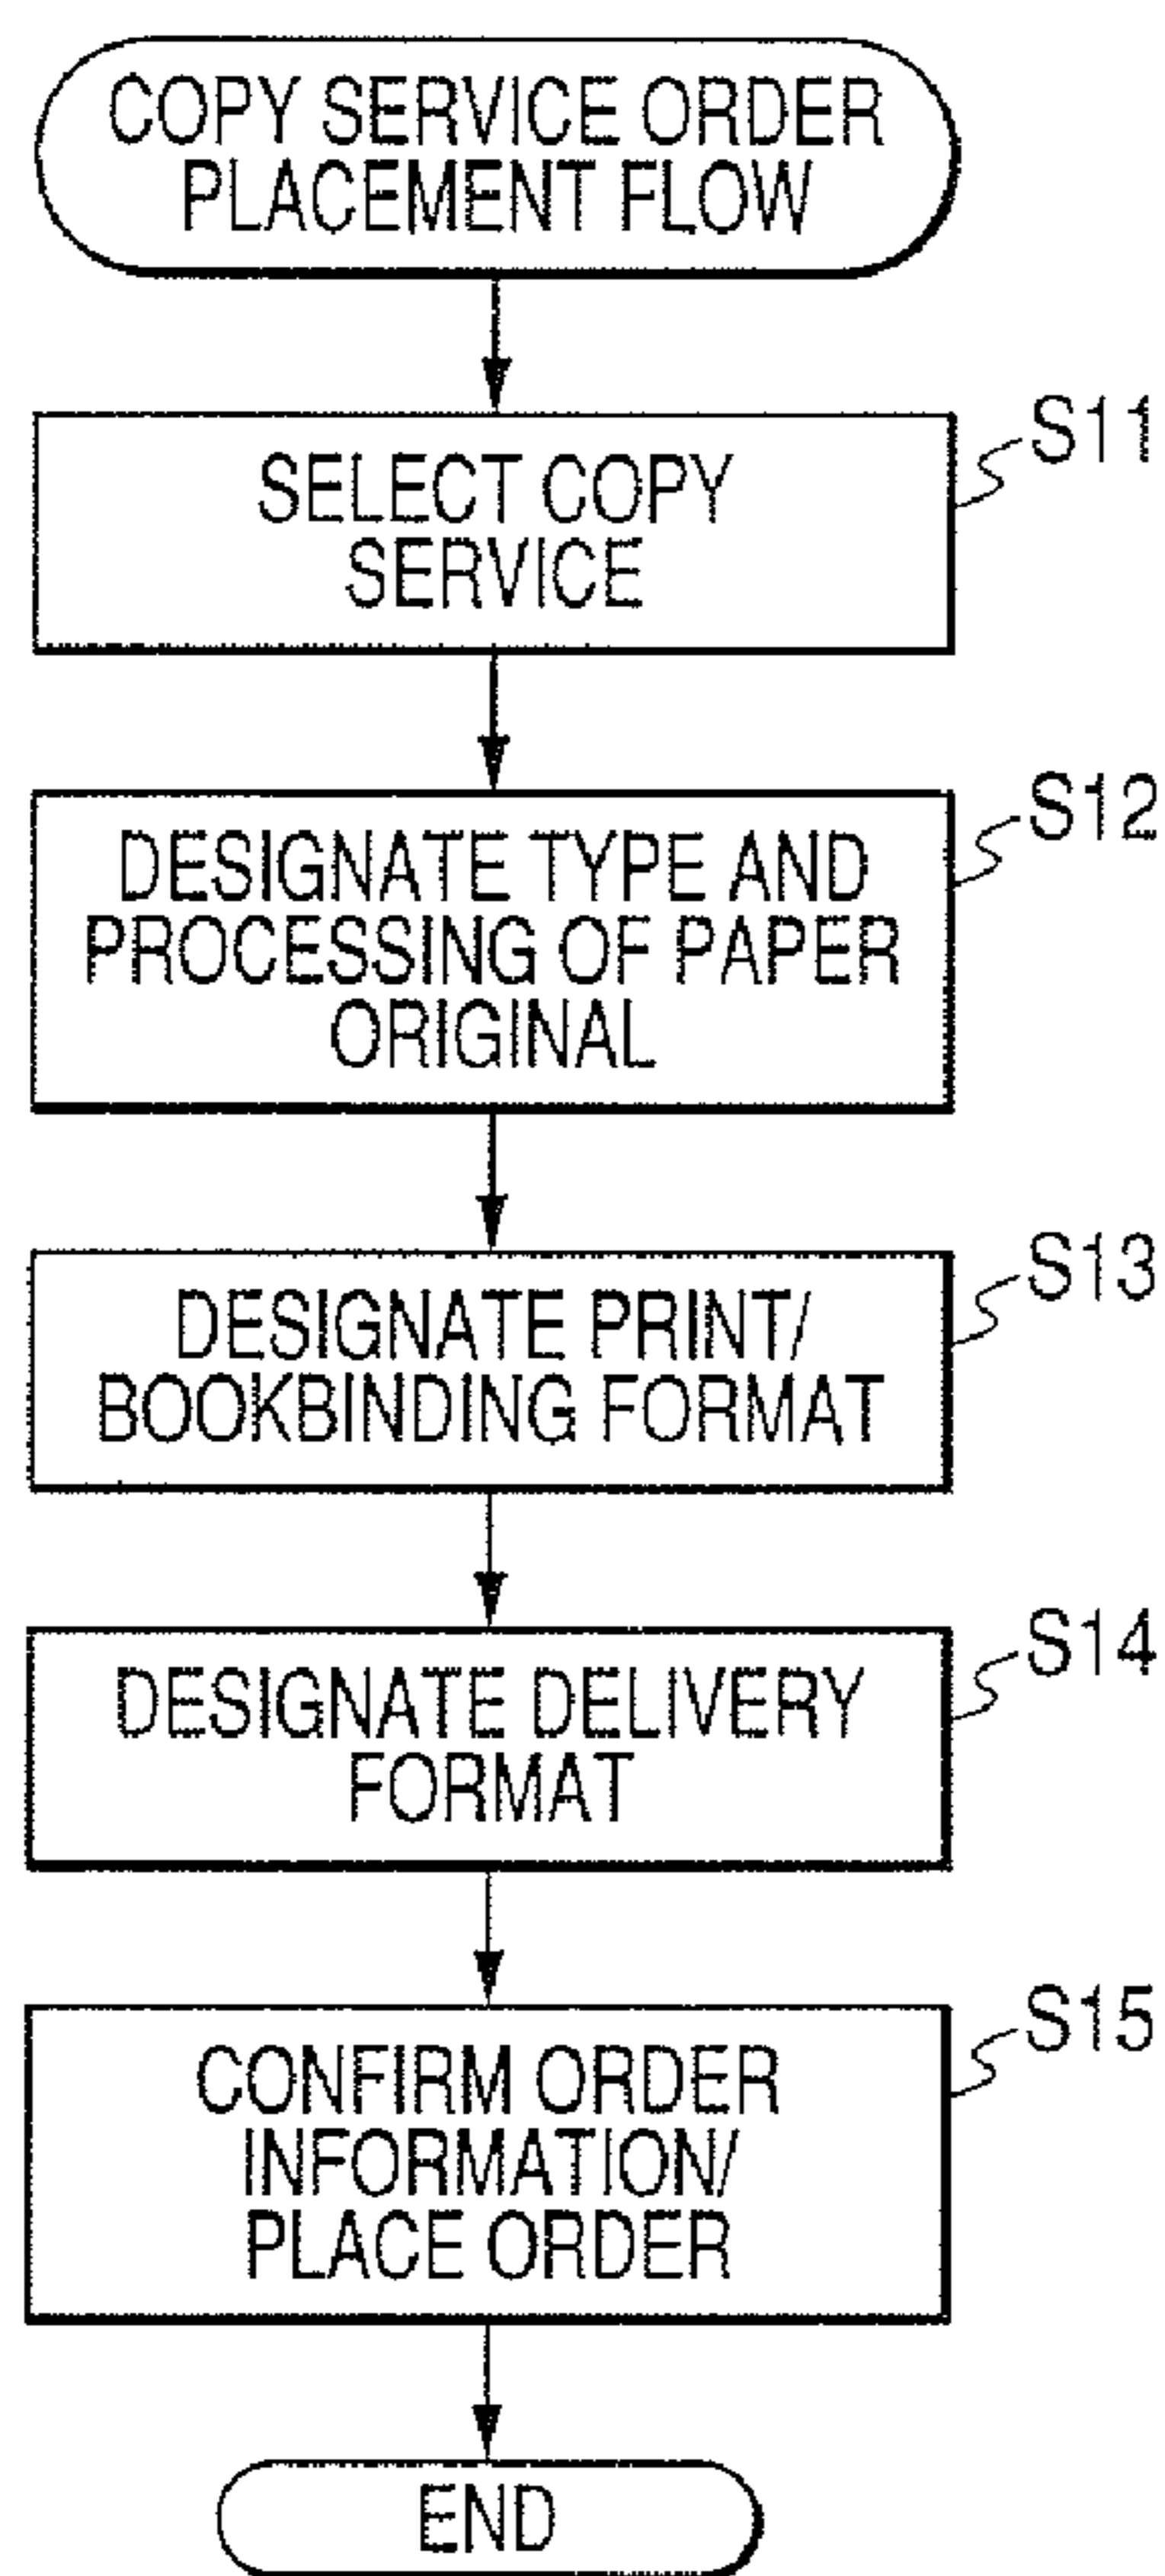 COPY SERVICE ORDER
PLACEMENT FLOW
S11
SELECT COPY
SERVICE
S12
DESIGNATE TYPE AND
PROCESSING OF PAPER
ORIGINAL
S13
DESIGNATE PRINT/
BOOKBINDING FORMAT
S14
DESIGNATE DELIVERY
FORMAT
S15
CONFIRM ORDER
INFORMATION/
PLACE ORDER
END